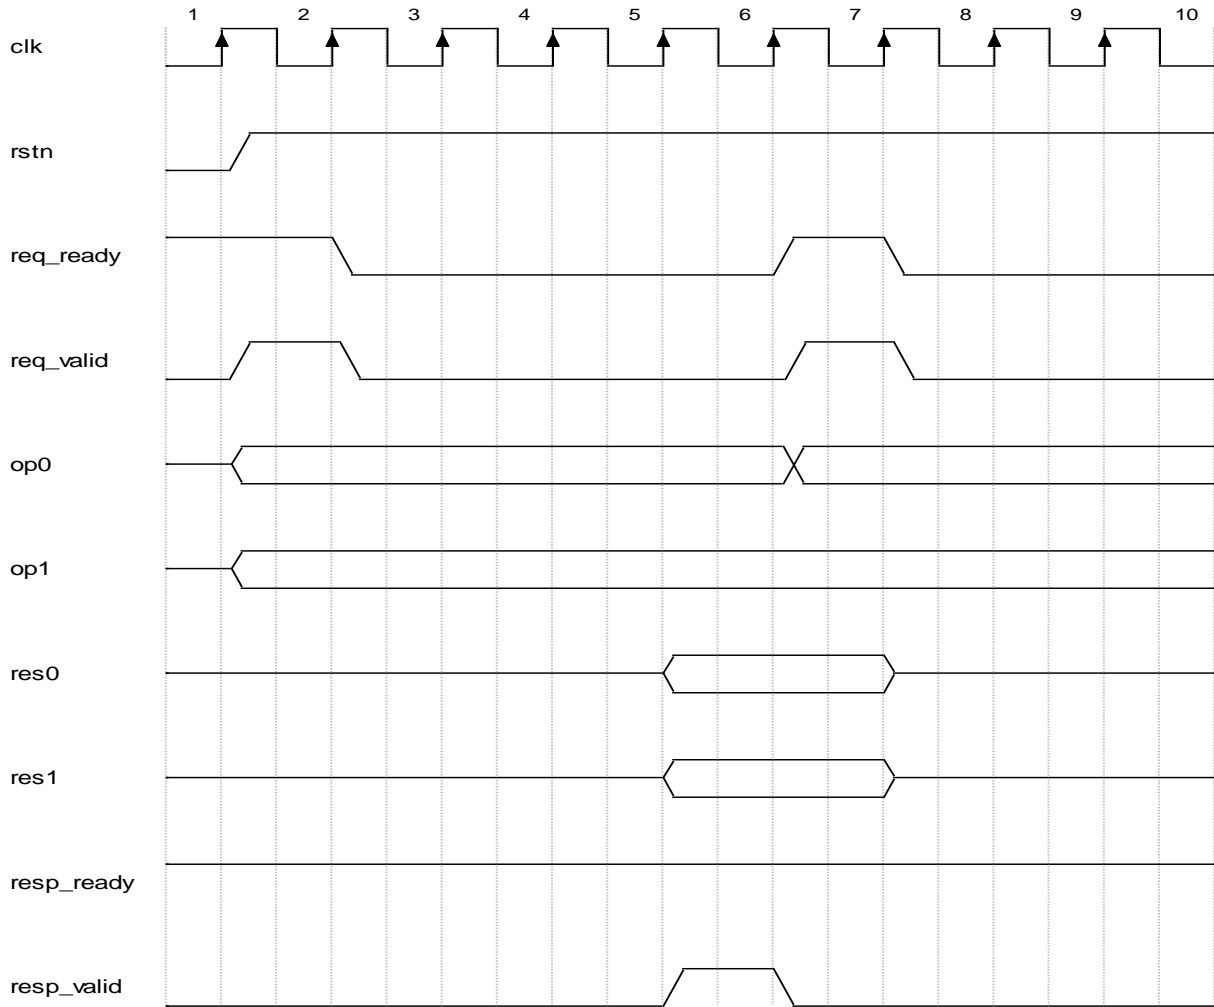 1 2 3 4 5 6 7 8 9 10
clk
rstn
req_ready
req_valid
op0
op1
res0
res1
resp_ready
resp_valid